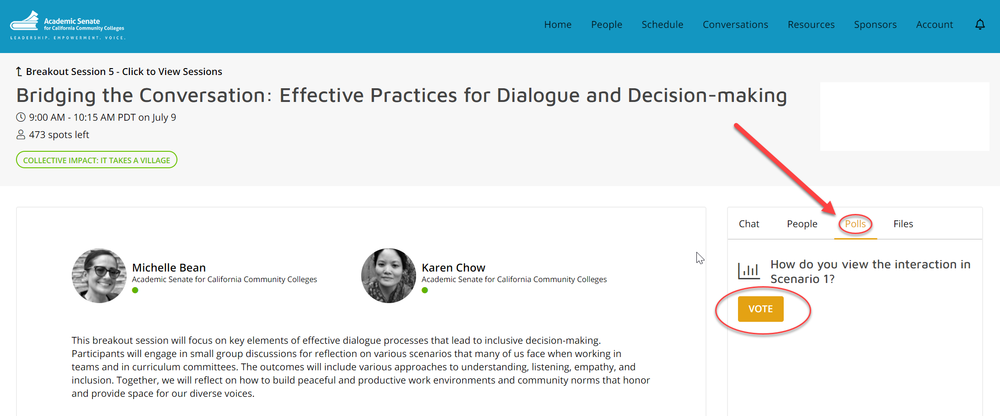 Academic Senate
for California Community Colleges
LEADERSHIP. EMPOWERMENT. VOICE.
Home People Schedule Conversations Resources Sponsors Account
Breakout Session 5 - Click to View Sessions
Bridging the Conversation: Effective Practices for Dialogue and Decision-making
9:00 AM - 10:15 AM PDT on July 9
473 spots left
COLLECTIVE IMPACT: IT TAKES A VILLAGE
Michelle Bean
Academic Senate for California Community Colleges
Karen Chow
Academic Senate for California Community Colleges
This breakout session will focus on key elements of effective dialogue processes that lead to inclusive decision-making.
Participants will engage in small group discussions for reflection on various scenarios that many of us face when working in
teams and in curriculum committees. The outcomes will include various approaches to understanding, listening, empathy, and
inclusion. Together, we will reflect on how to build peaceful and productive work environments and community norms that honor
and provide space for our diverse voices.
Chat People Polls Files
How do you view the interaction in
Scenario 1?
VOTE